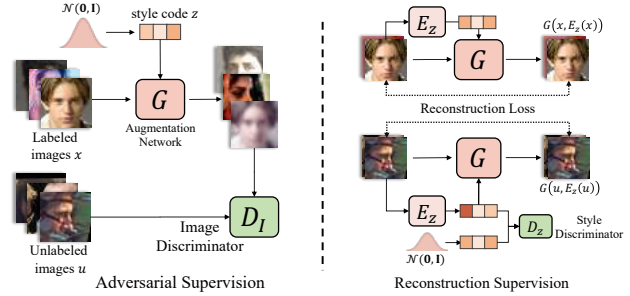 N(0, I)
style code z
G
Augmentation
Network
Labeled
images x
Unlabeled
images u
Image
Discriminator
D_I
Adversarial Supervision
E_z
G
G(x, E_z(x))
Reconstruction Loss
G
G(u, E_z(u))
E_z
N(0, I)
D_z
Style
Discriminator
Reconstruction Supervision